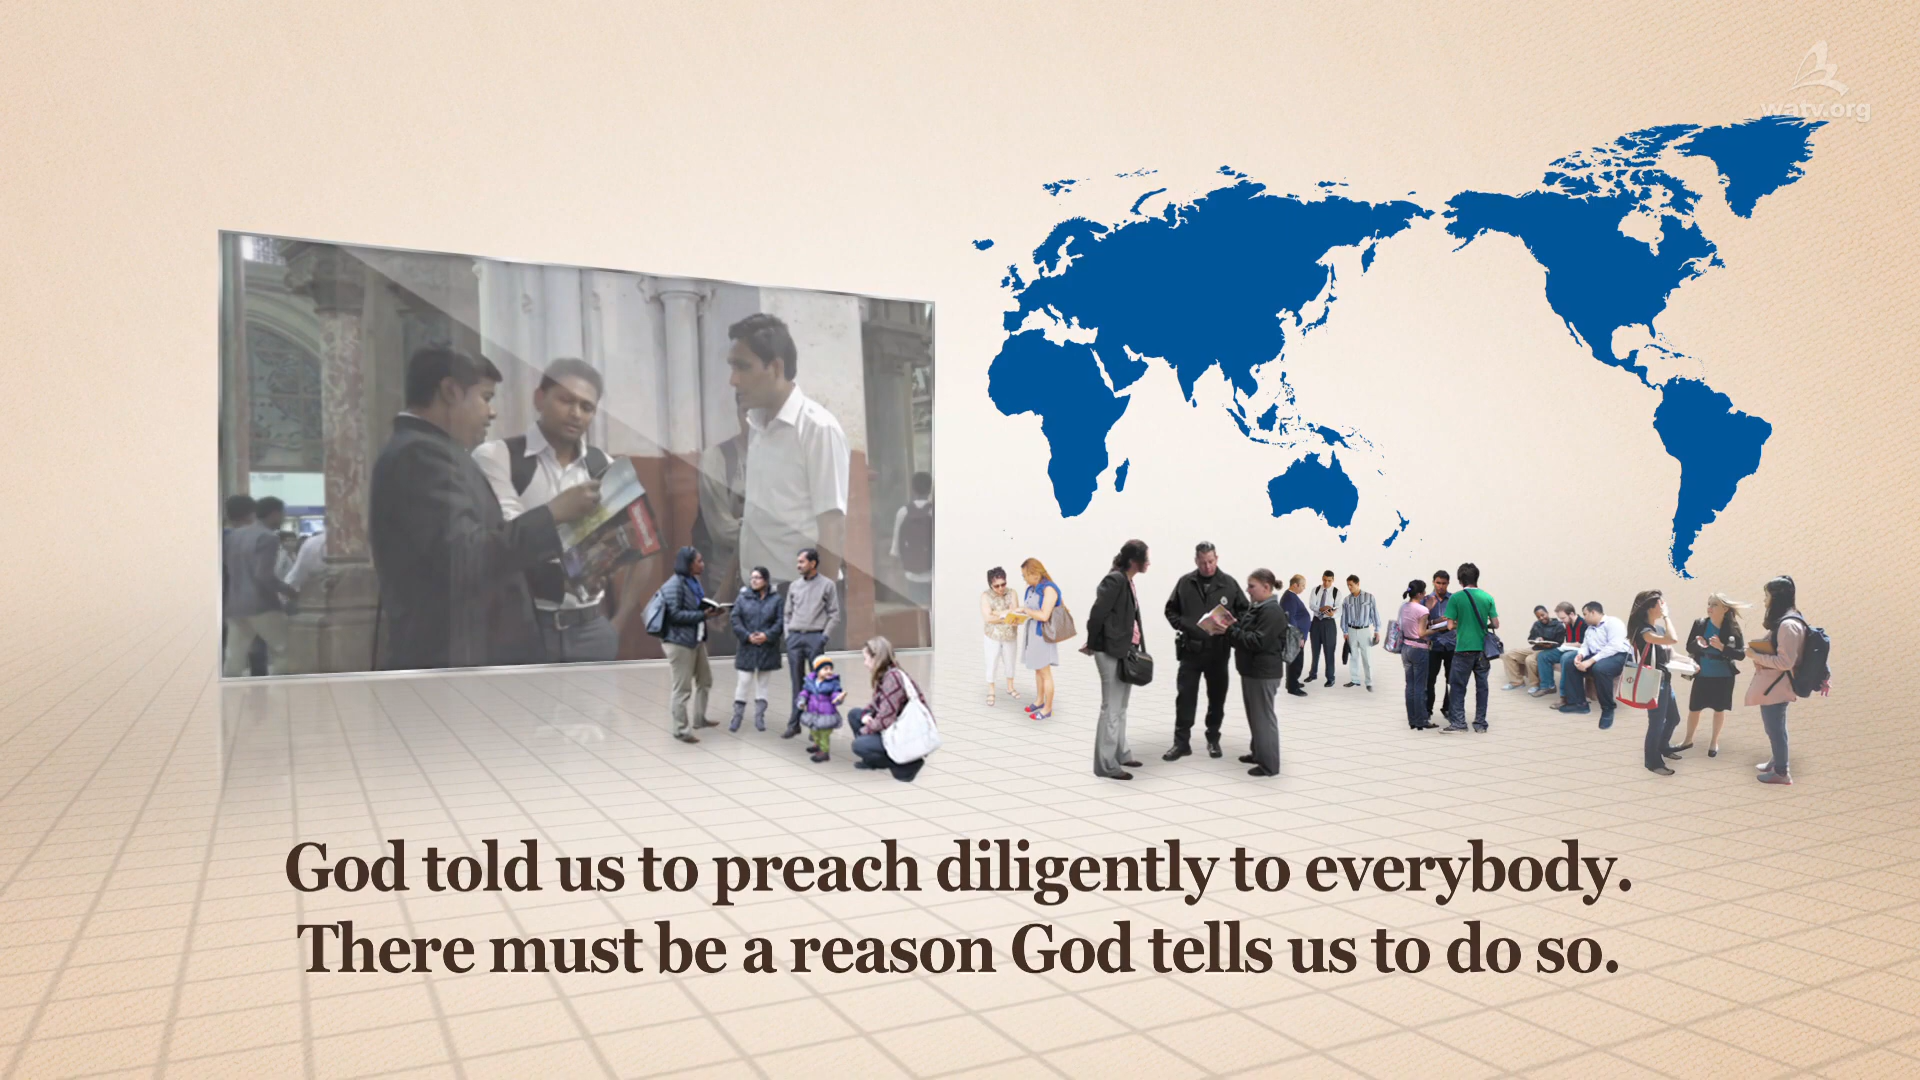 watv.org
God told us to preach diligently to everybody.
There must be a reason God tells us to do so.